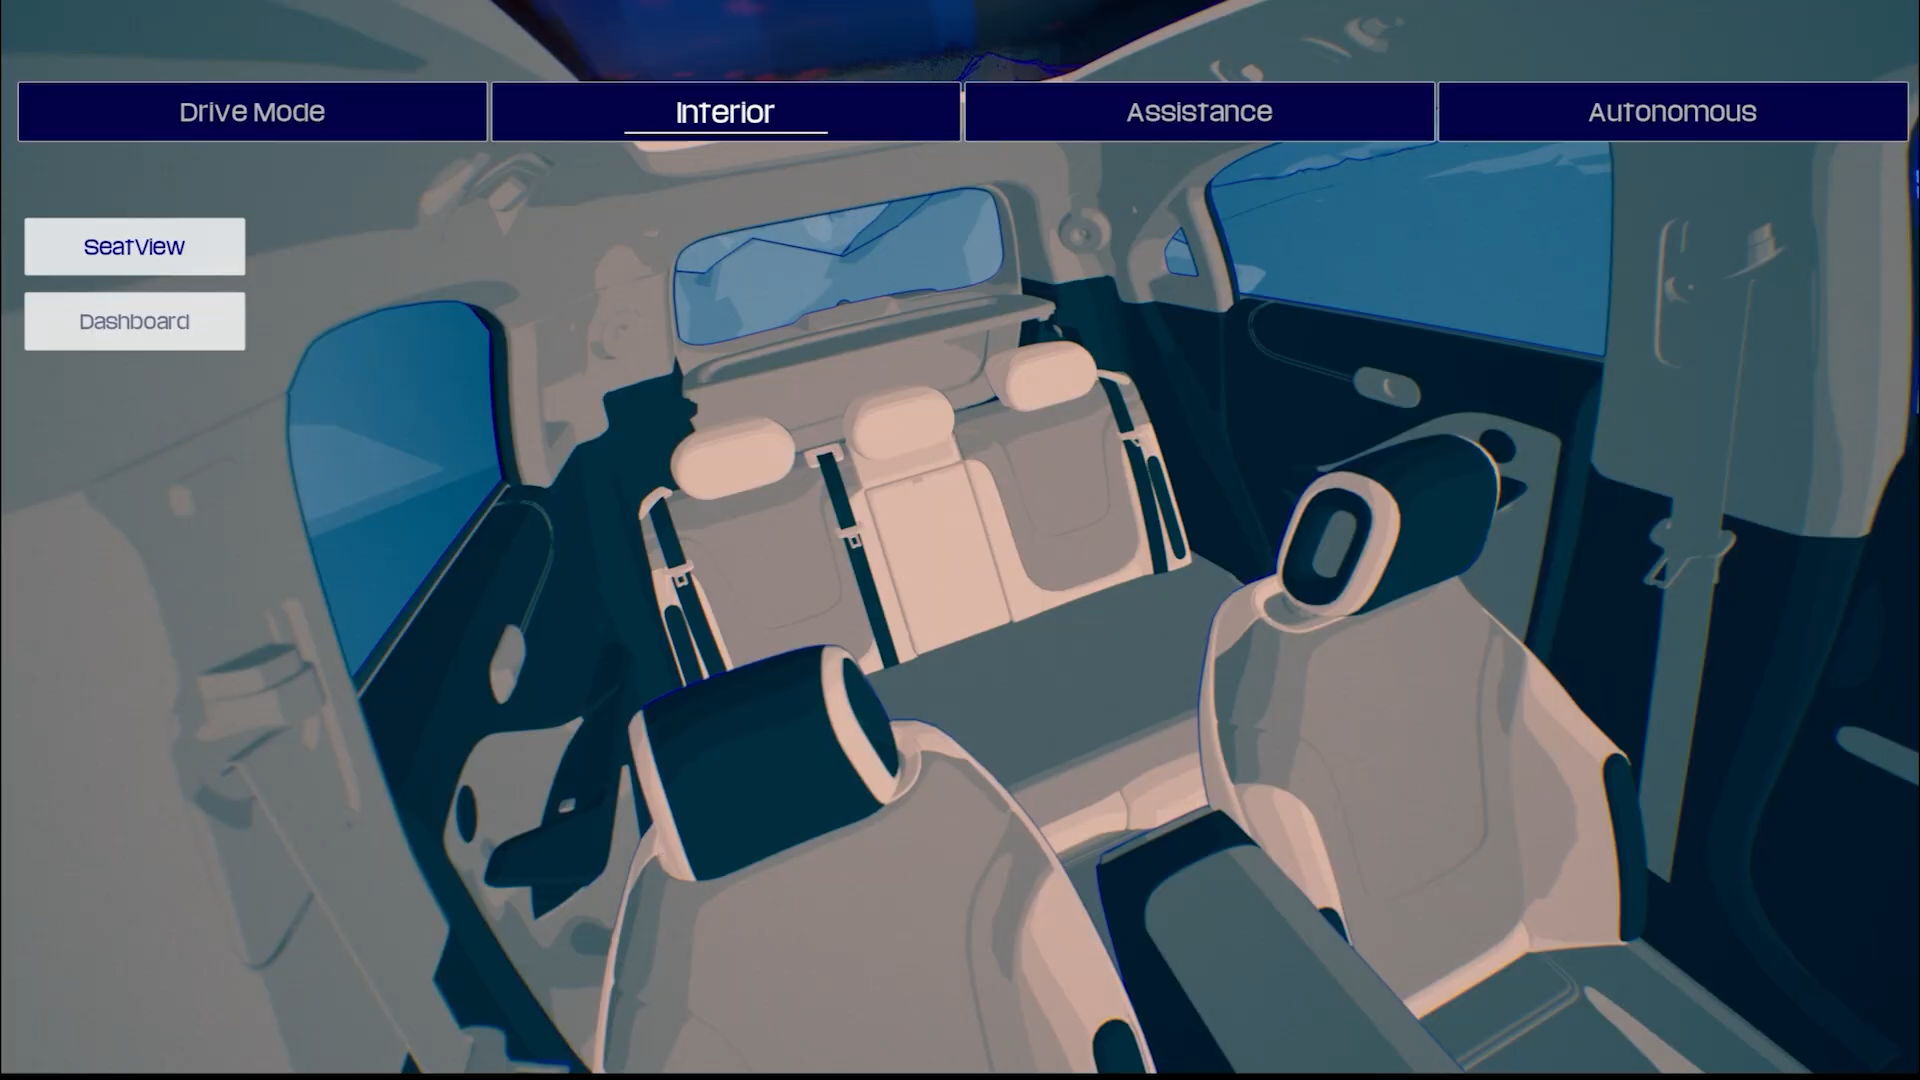 Drive Mode
Interior
Assistance
Autonomous
SeatView
Dashboard